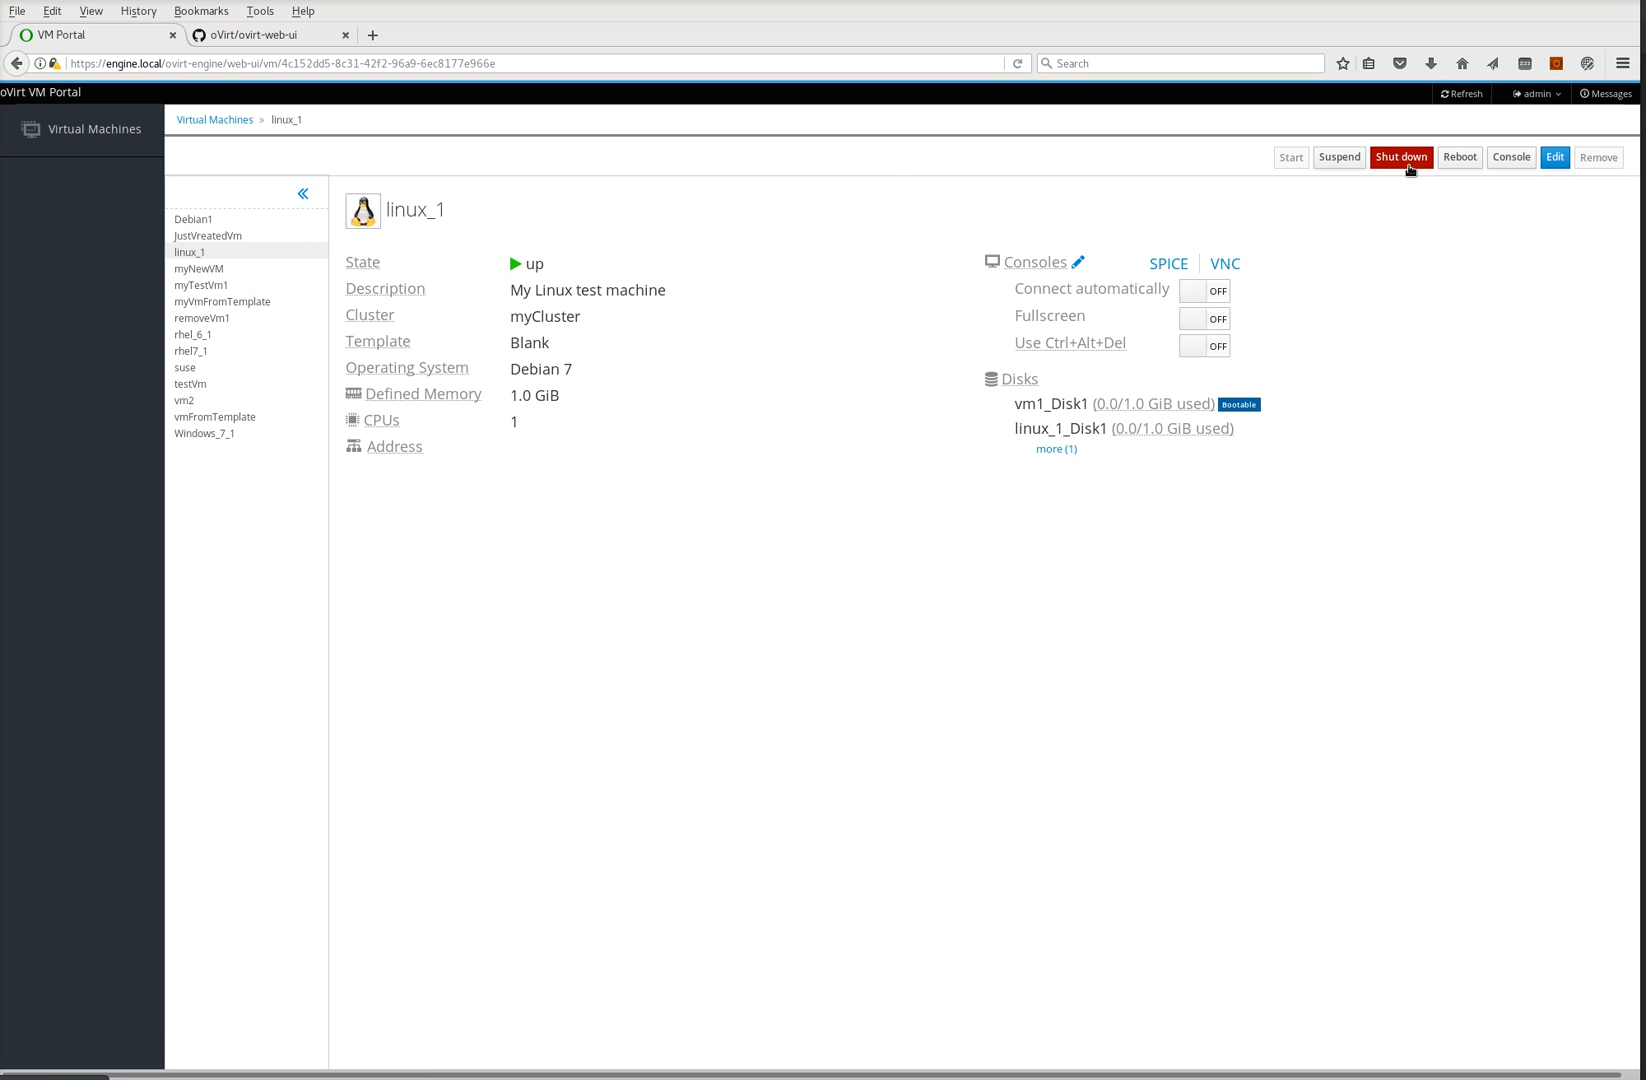 File Edit View History Bookmarks Tools Help
VM Portal oVirt/ovirt-web-ui
https://engine.local/ovirt-engine/web-ui/vm/4c152dd5-8c31-42f2-96a9-6ec8177e966e Search
oVirt VM Portal Refresh admin Messages
Virtual Machines
Virtual Machines » linux_1
Start Suspend Shut down Reboot Console Edit Remove
Debian1
JustVreatedVm
linux_1
myNewVM
myTestVm1
myVmFromTemplate
removeVm1
rhel_6_1
rhel7_1
suse
testVm
vm2
vmFromTemplate
Windows_7_1
linux_1
State up
Description My Linux test machine
Cluster myCluster
Template Blank
Operating System Debian 7
Defined Memory 1.0 GiB
CPUs 1
Address
Consoles SPICE VNC
Connect automatically OFF
Fullscreen OFF
Use Ctrl+Alt+Del OFF
Disks
vm1_Disk1 (0.0/1.0 GiB used) Bootable
linux_1_Disk1 (0.0/1.0 GiB used)
more (1)